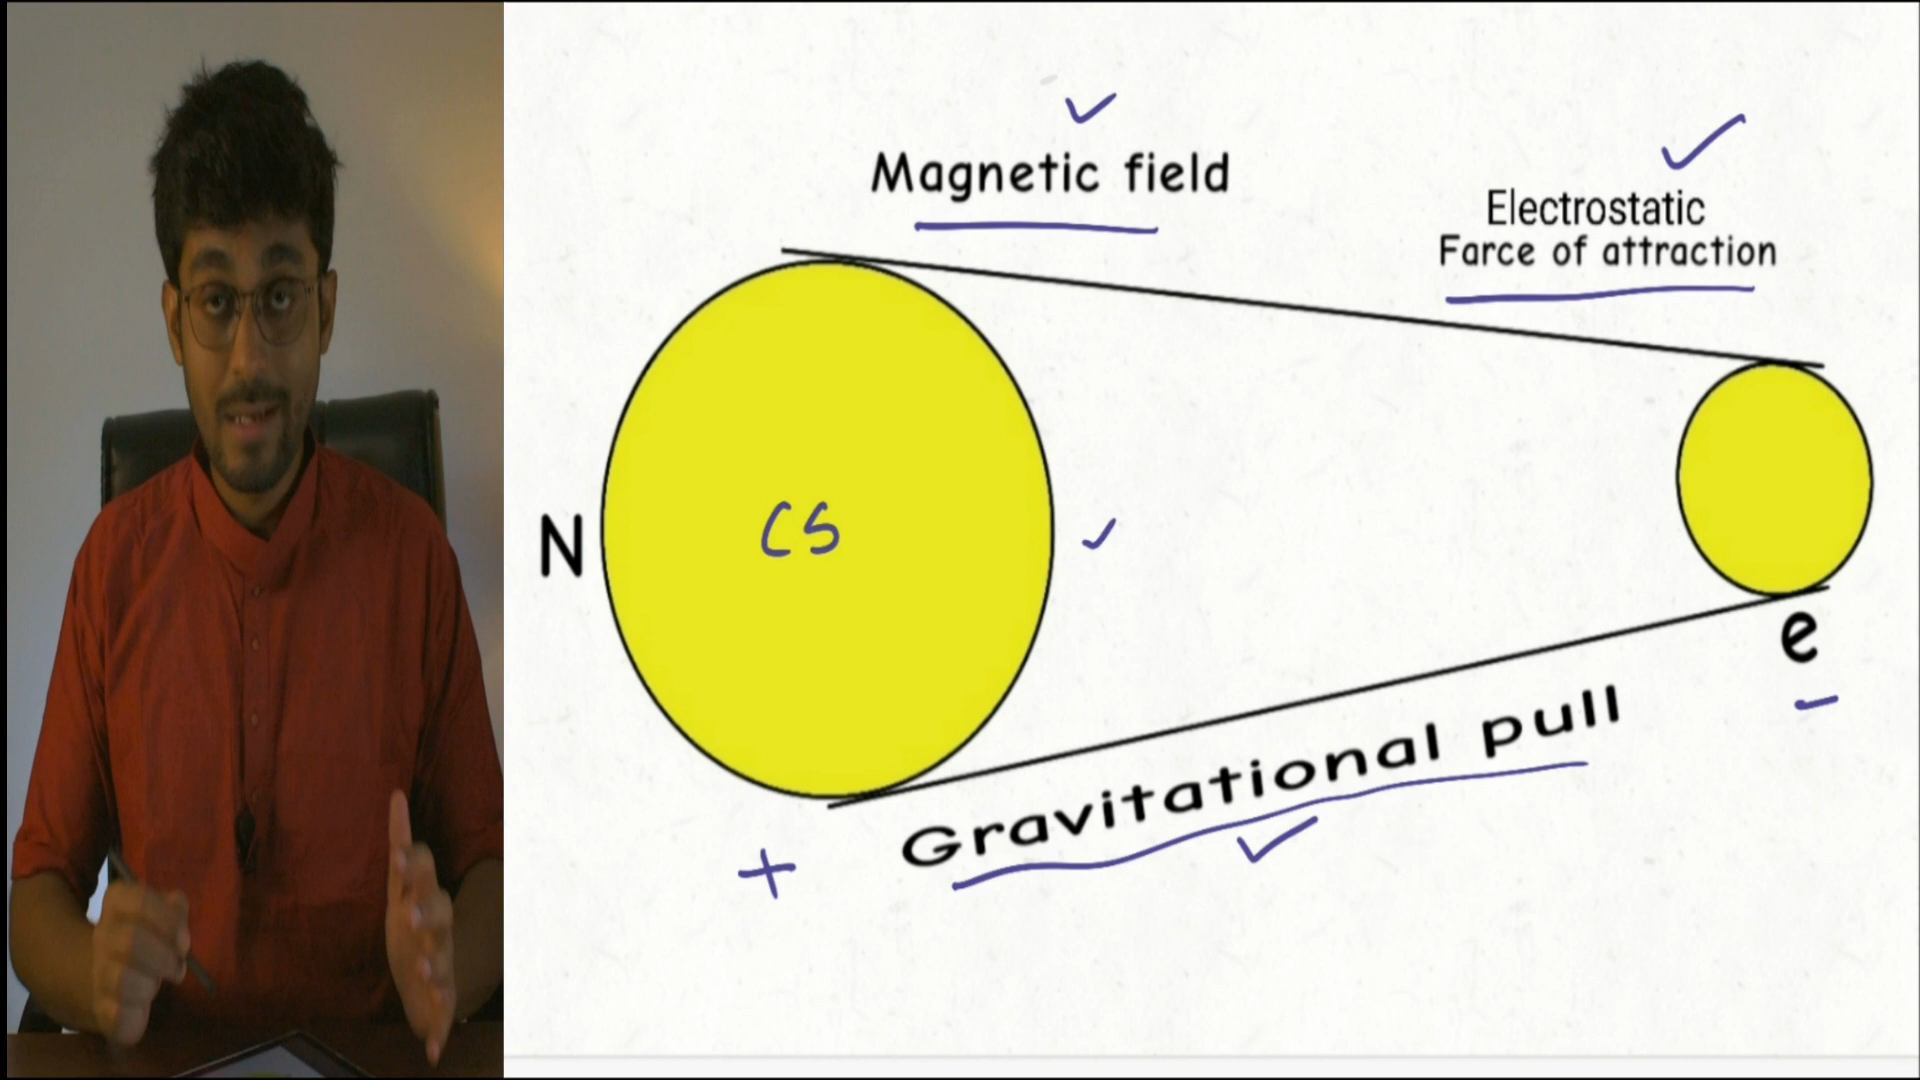 Magnetic field
Electrostatic
Farce of attraction
N
CS
e
−
Gravitational pull
+